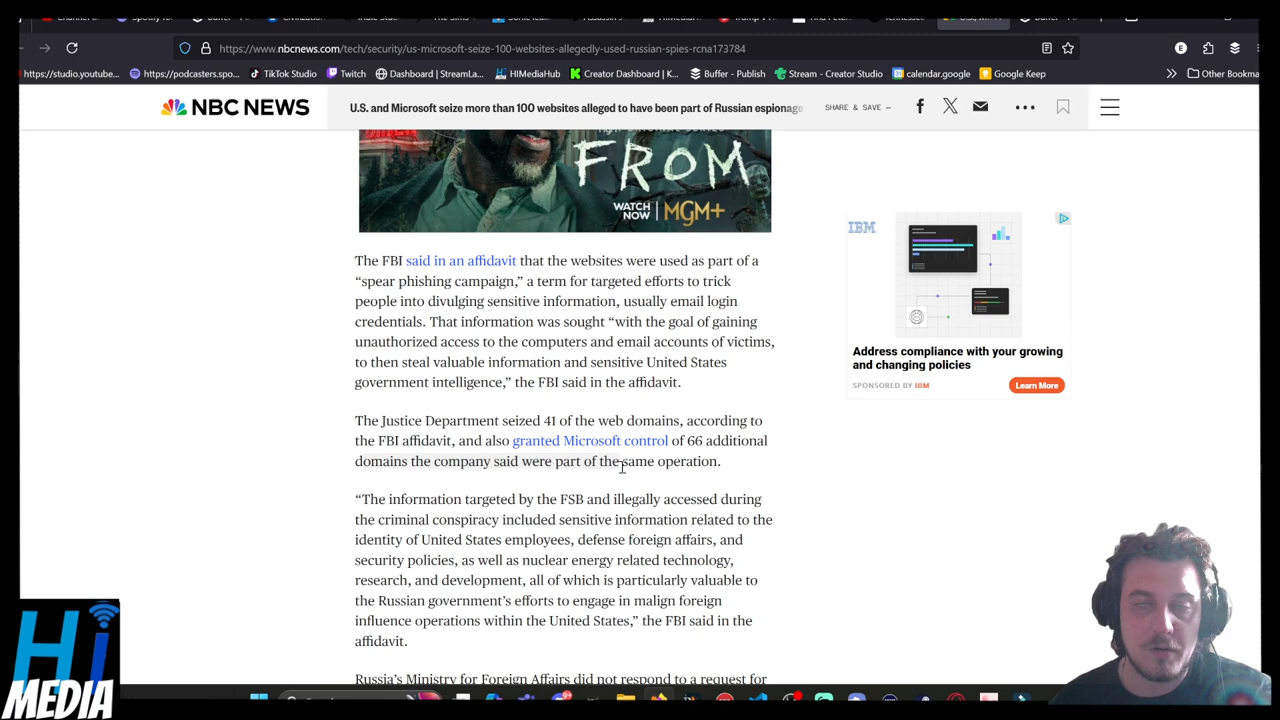 https://www.nbcnews.com/tech/security/us-microsoft-seize-100-websites-allegedly-used-russian-spies-rcna173784
https://studio.youtube... https://podcasters.spo... TikTok Studio Twitch Dashboard | StreamLa... HIMediaHub Creator Dashboard | K... Buffer - Publish Stream - Creator Studio calendar.google Google Keep Other Bookma
NBC NEWS
U.S. and Microsoft seize more than 100 websites alleged to have been part of Russian espionage
SHARE & SAVE –
FROM
WATCH NOW | MGM+
The FBI said in an affidavit that the websites were used as part of a
“spear phishing campaign,” a term for targeted efforts to trick
people into divulging sensitive information, usually email login
credentials. That information was sought “with the goal of gaining
unauthorized access to the computers and email accounts of victims,
to then steal valuable information and sensitive United States
government intelligence,” the FBI said in the affidavit.
The Justice Department seized 41 of the web domains, according to
the FBI affidavit, and also granted Microsoft control of 66 additional
domains the company said were part of the same operation.
“The information targeted by the FSB and illegally accessed during
the criminal conspiracy included sensitive information related to the
identity of United States employees, defense foreign affairs, and
security policies, as well as nuclear energy related technology,
research, and development, all of which is particularly valuable to
the Russian government’s efforts to engage in malign foreign
influence operations within the United States,” the FBI said in the
affidavit.
Russia’s Ministry for Foreign Affairs did not respond to a request for
IBM
Address compliance with your growing
and changing policies
SPONSORED BY IBM
Learn More
Hi
MEDIA